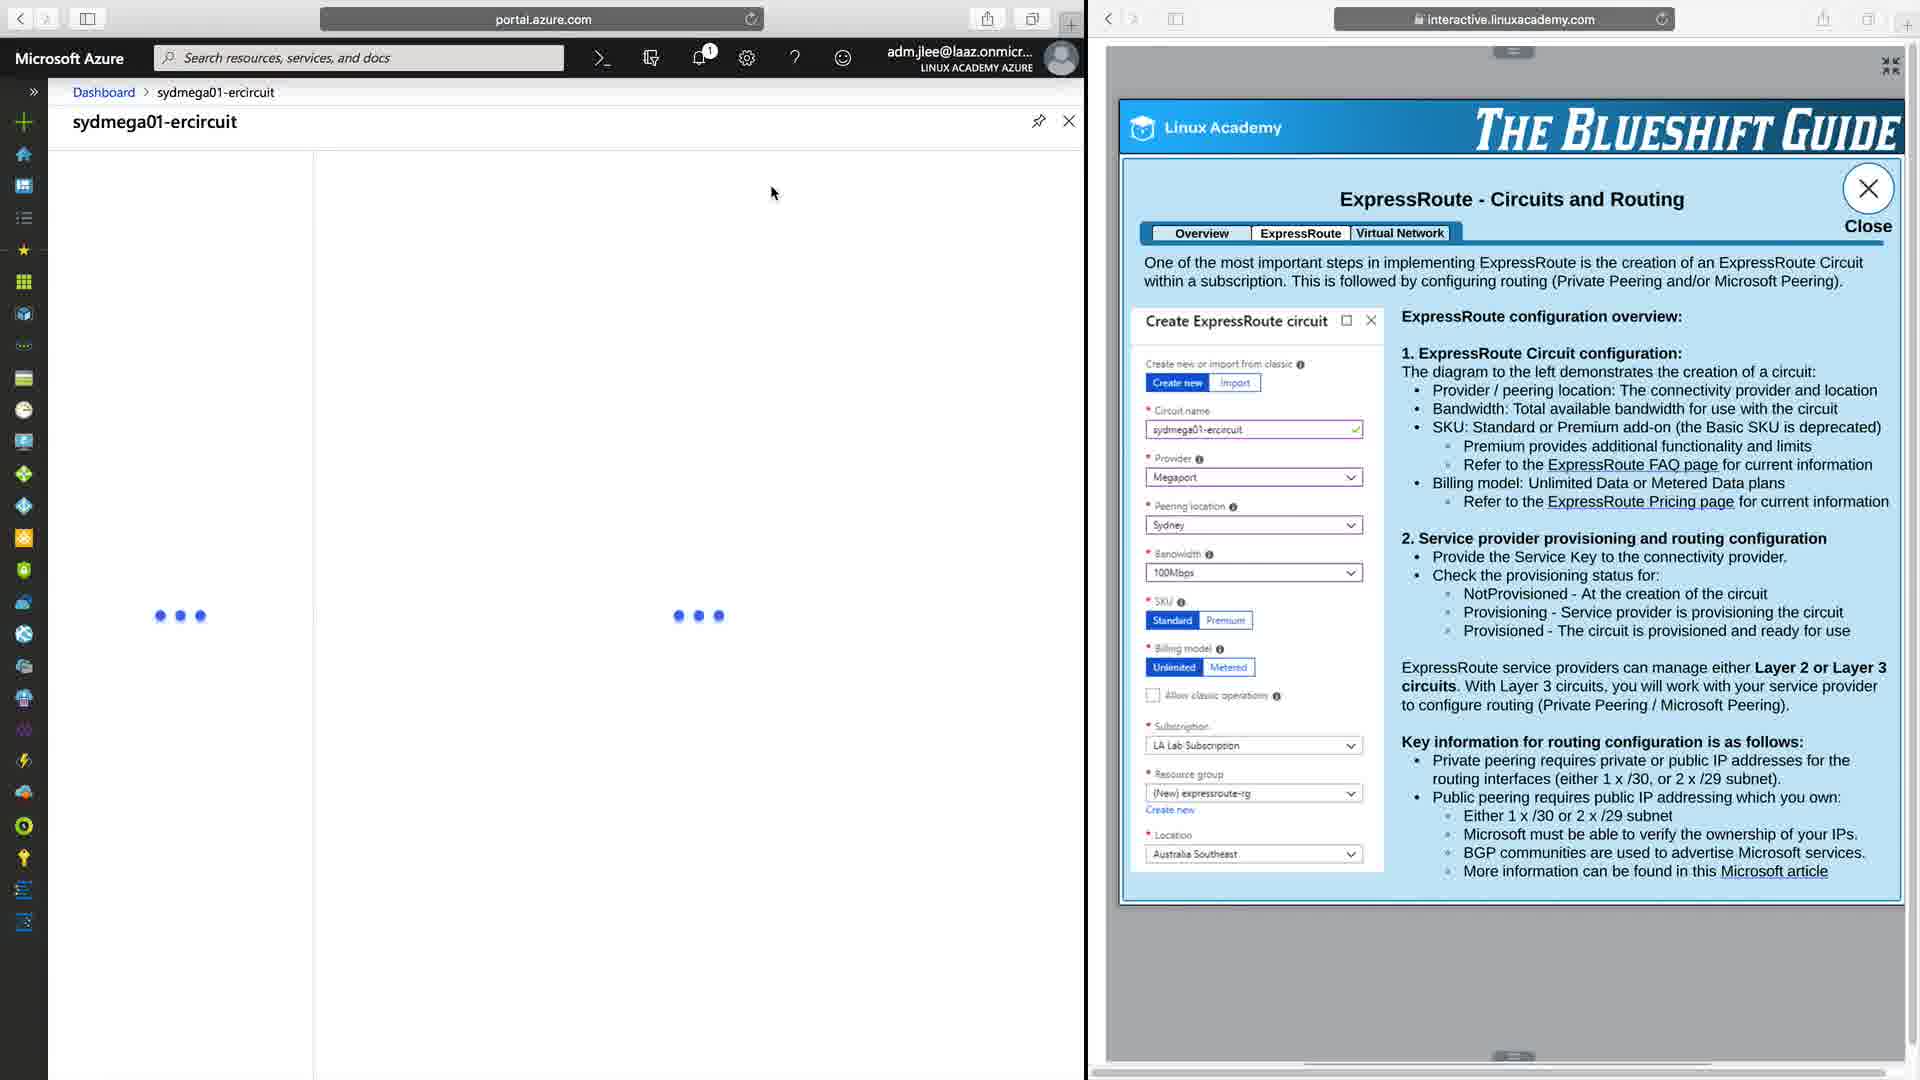 portal.azure.com
Microsoft Azure
Search resources, services, and docs
1
adm.jlee@laaz.onmicr...
LINUX ACADEMY AZURE
Dashboard > sydmega01-ercircuit
sydmega01-ercircuit
interactive.linuxacademy.com
Linux Academy
THE BLUESHIFT GUIDE
ExpressRoute - Circuits and Routing
Close
Overview
ExpressRoute
Virtual Network
One of the most important steps in implementing ExpressRoute is the creation of an ExpressRoute Circuit
within a subscription. This is followed by configuring routing (Private Peering and/or Microsoft Peering).
Create ExpressRoute circuit
Create new or import from classic
Create new
Import
* Circuit name
sydmega01-ercircuit
* Provider
Megaport
* Peering location
Sydney
* Bandwidth
100Mbps
* SKU
Standard
Premium
* Billing model
Unlimited
Metered
Allow classic operations
* Subscription
LA Lab Subscription
* Resource group
(New) expressroute-rg
Create new
* Location
Australia Southeast
ExpressRoute configuration overview:
1. ExpressRoute Circuit configuration:
The diagram to the left demonstrates the creation of a circuit:
• Provider / peering location: The connectivity provider and location
• Bandwidth: Total available bandwidth for use with the circuit
• SKU: Standard or Premium add-on (the Basic SKU is deprecated)
◦ Premium provides additional functionality and limits
◦ Refer to the ExpressRoute FAQ page for current information
• Billing model: Unlimited Data or Metered Data plans
◦ Refer to the ExpressRoute Pricing page for current information
2. Service provider provisioning and routing configuration
• Provide the Service Key to the connectivity provider.
• Check the provisioning status for:
◦ NotProvisioned - At the creation of the circuit
◦ Provisioning - Service provider is provisioning the circuit
◦ Provisioned - The circuit is provisioned and ready for use
ExpressRoute service providers can manage either Layer 2 or Layer 3
circuits. With Layer 3 circuits, you will work with your service provider
to configure routing (Private Peering / Microsoft Peering).
Key information for routing configuration is as follows:
• Private peering requires private or public IP addresses for the
routing interfaces (either 1 x /30, or 2 x /29 subnet).
• Public peering requires public IP addressing which you own:
◦ Either 1 x /30 or 2 x /29 subnet
◦ Microsoft must be able to verify the ownership of your IPs.
◦ BGP communities are used to advertise Microsoft services.
◦ More information can be found in this Microsoft article